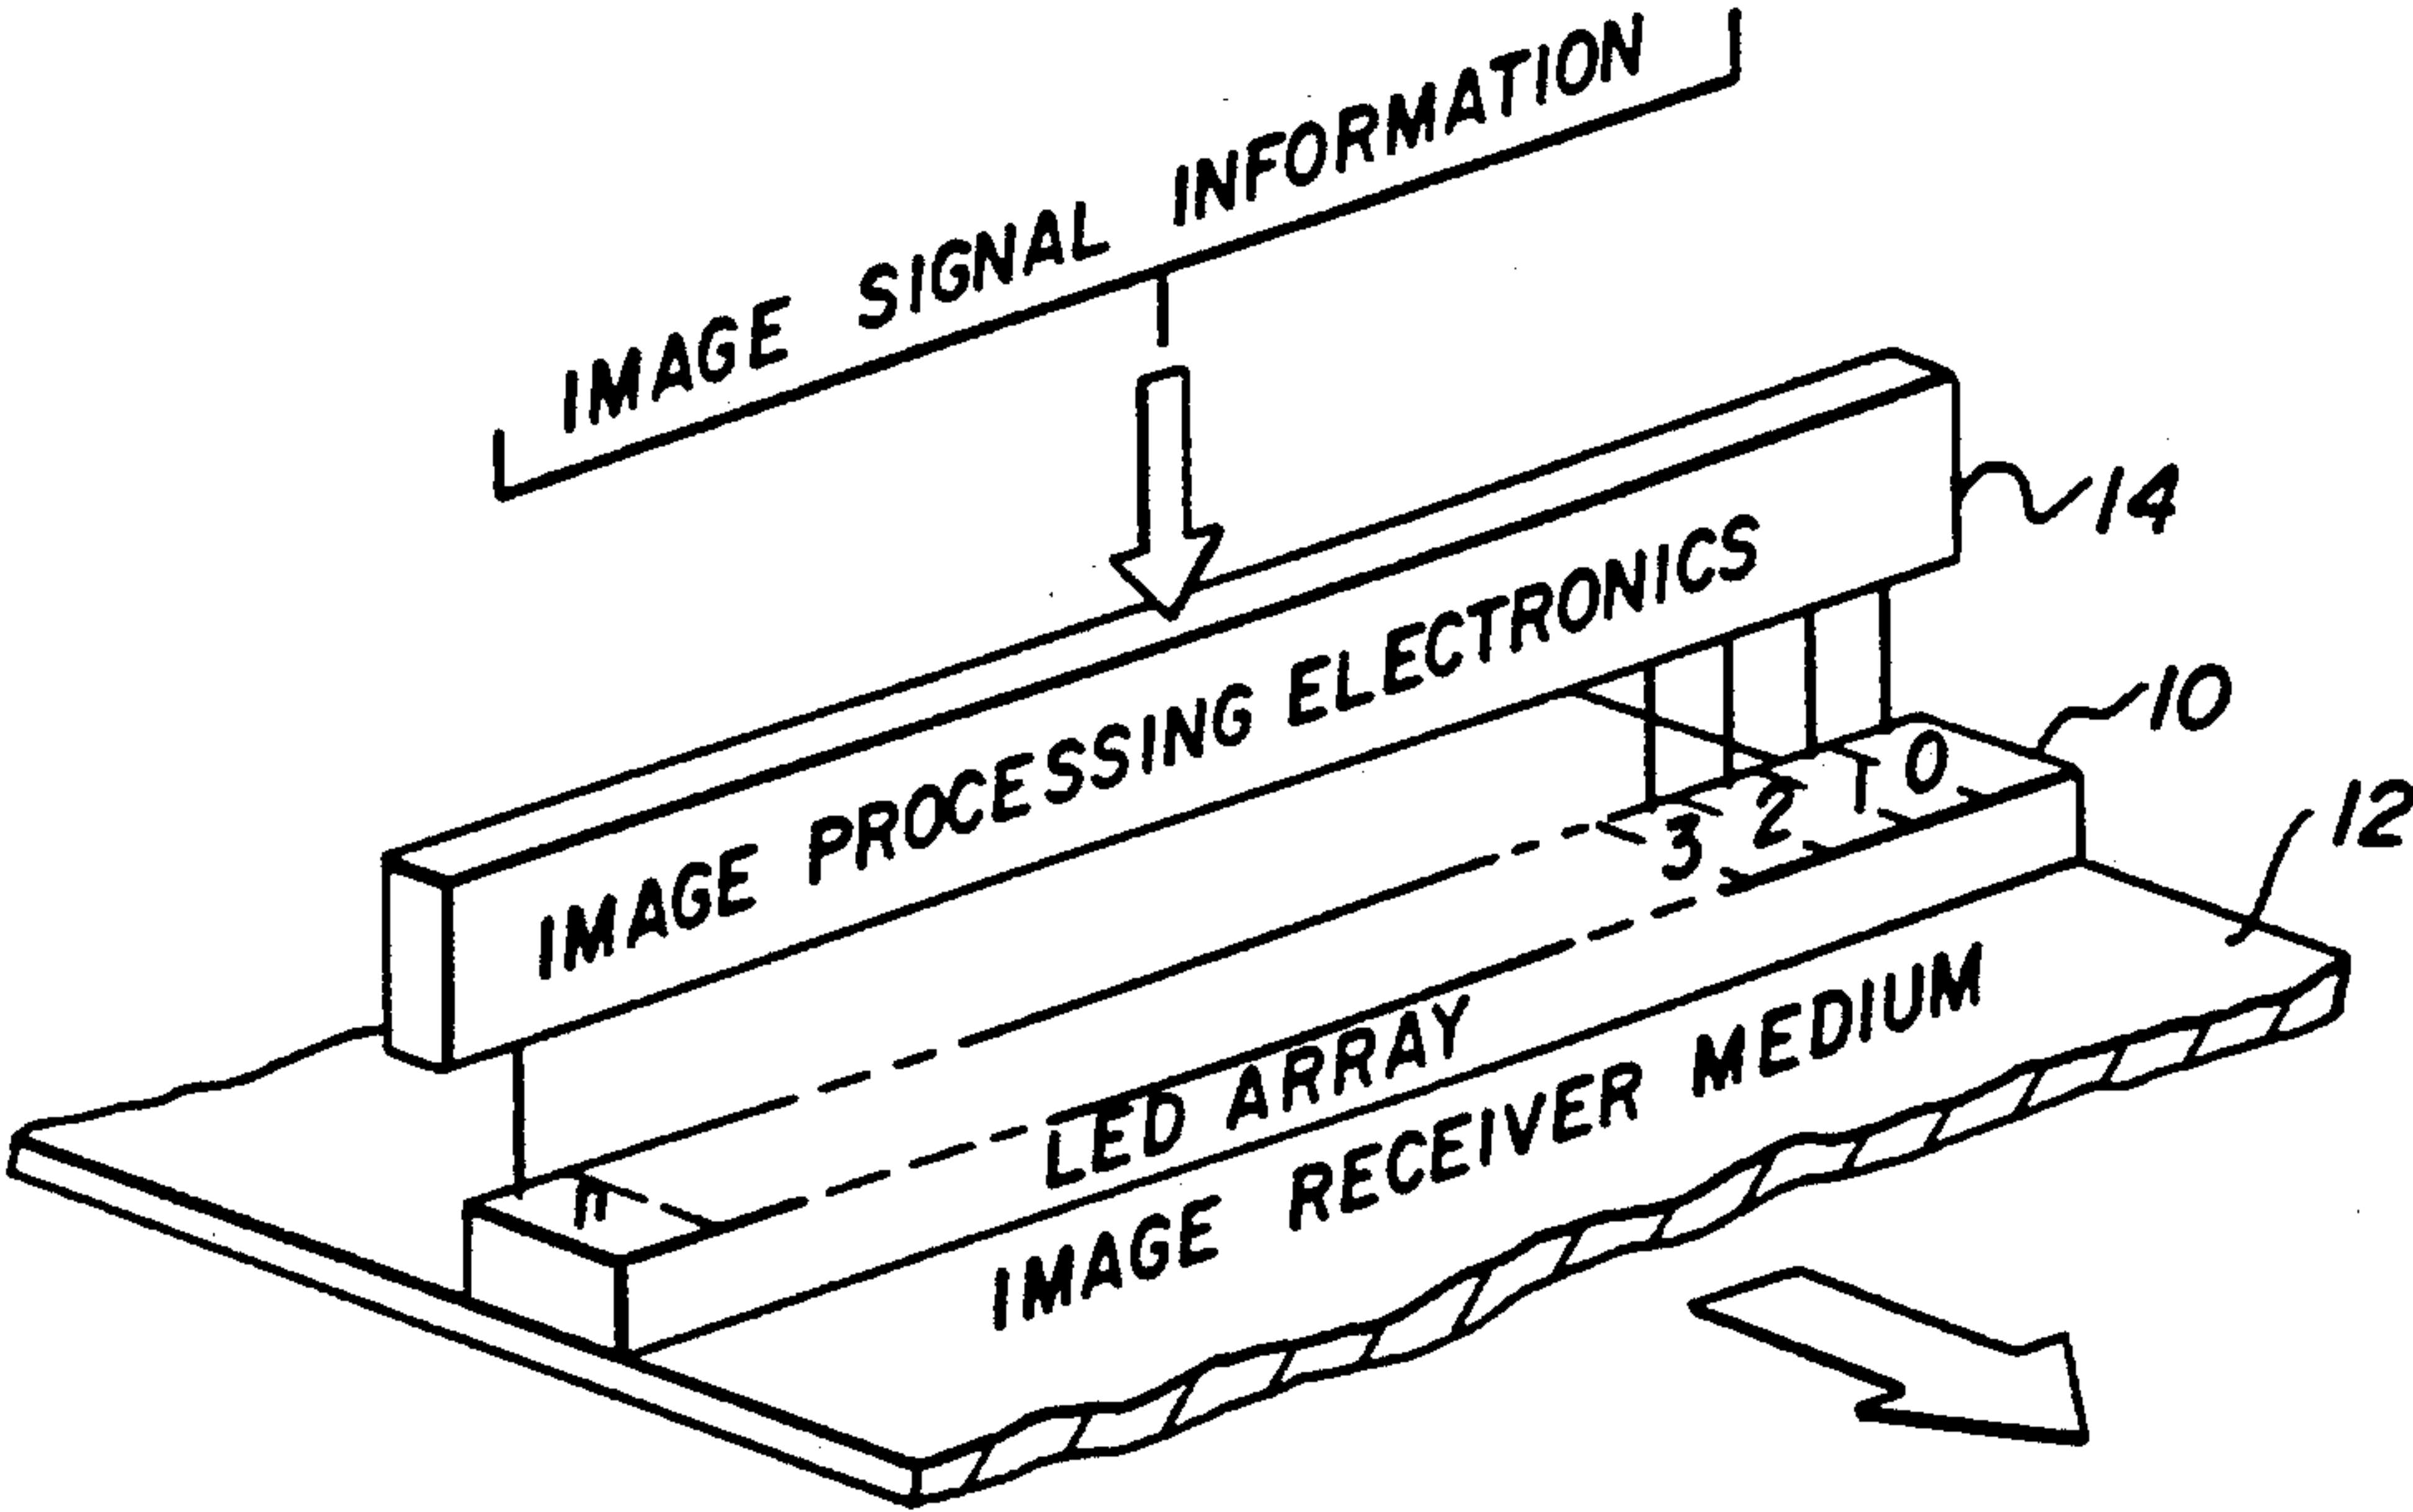 IMAGE SIGNAL INFORMATION
IMAGE PROCESSING ELECTRONICS
14
10
12
0
1
2
3
n
LED ARRAY
IMAGE RECEIVER MEDIUM